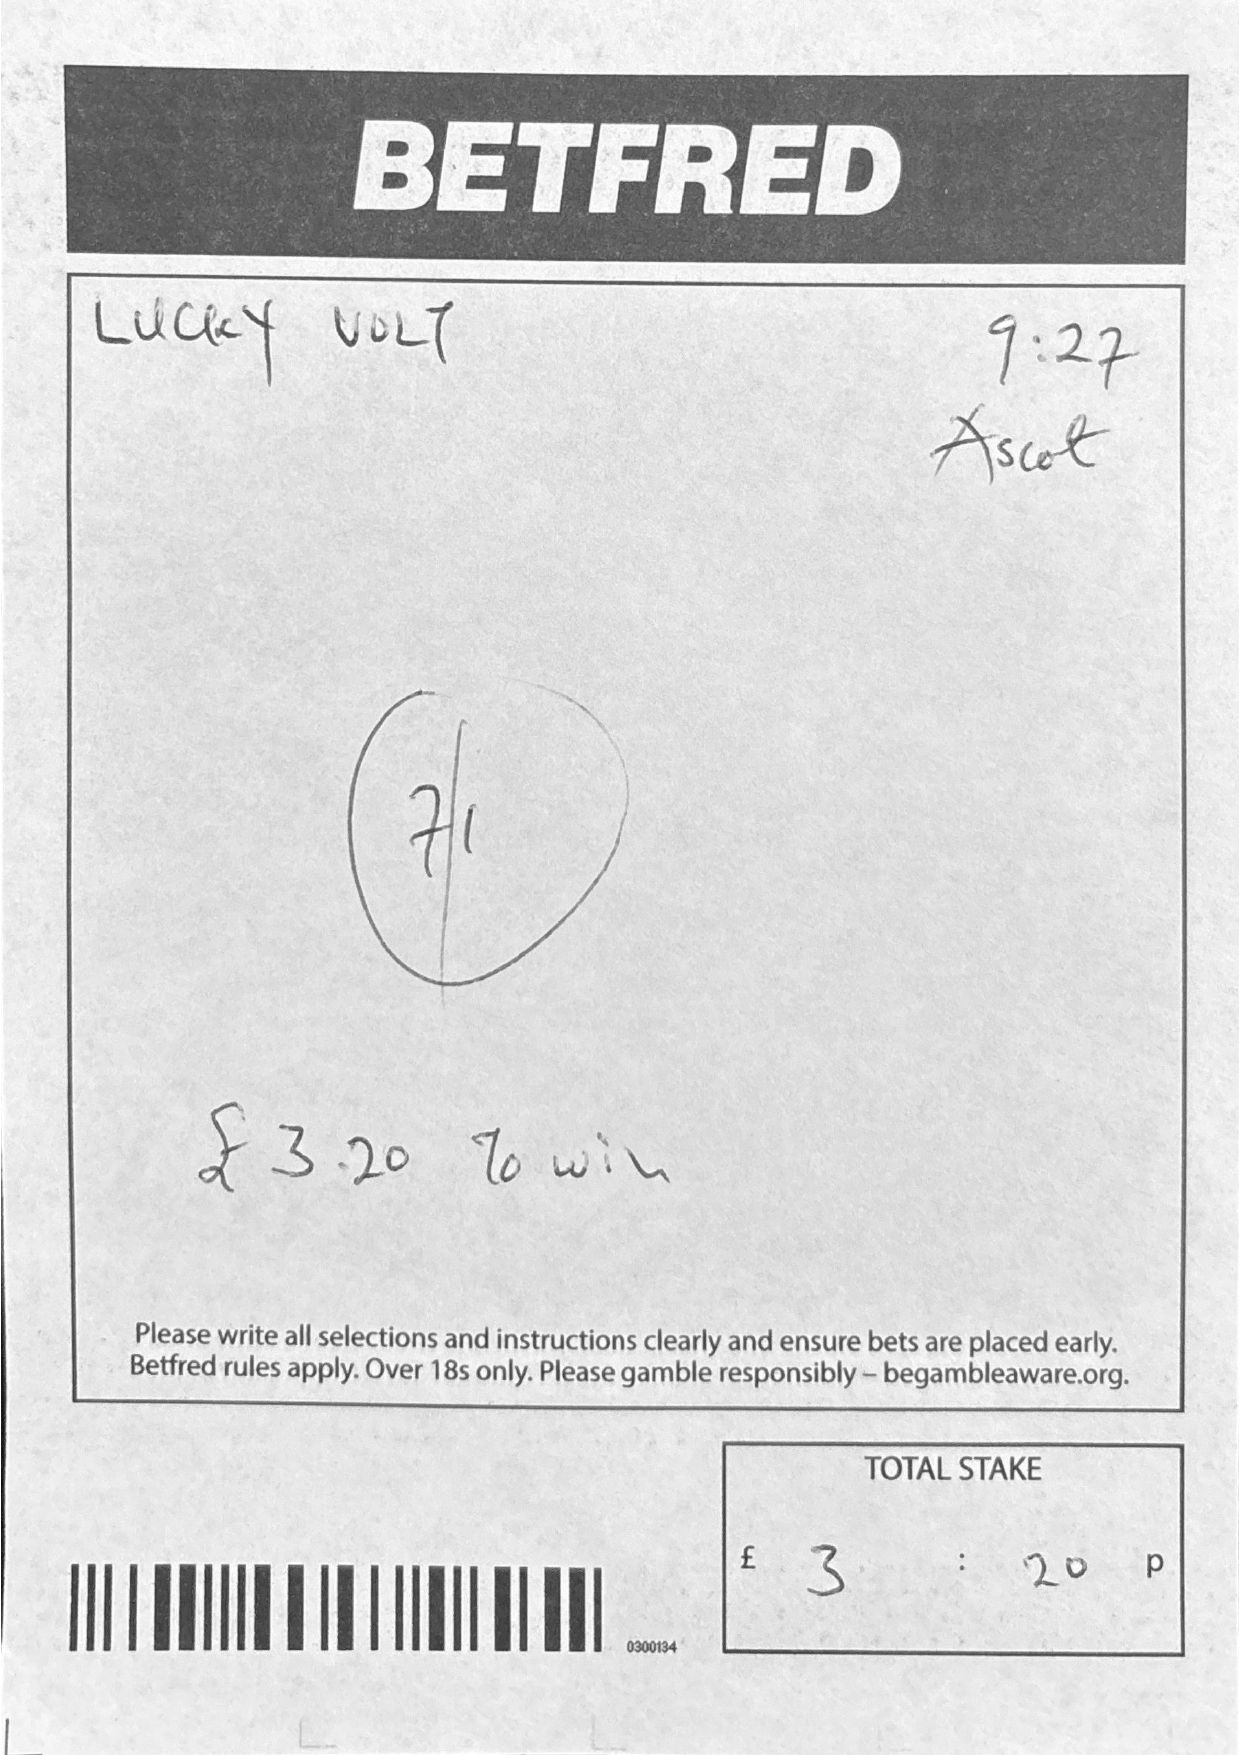 BETFRED
LUCKY VOLT
9:27
Ascot
7/1
£3.20 To win
Please write all selections and instructions clearly and ensure bets are placed early.
Betfred rules apply. Over 18s only. Please gamble responsibly – begambleaware.org.
TOTAL STAKE
£ 3 : 20 p
0300134